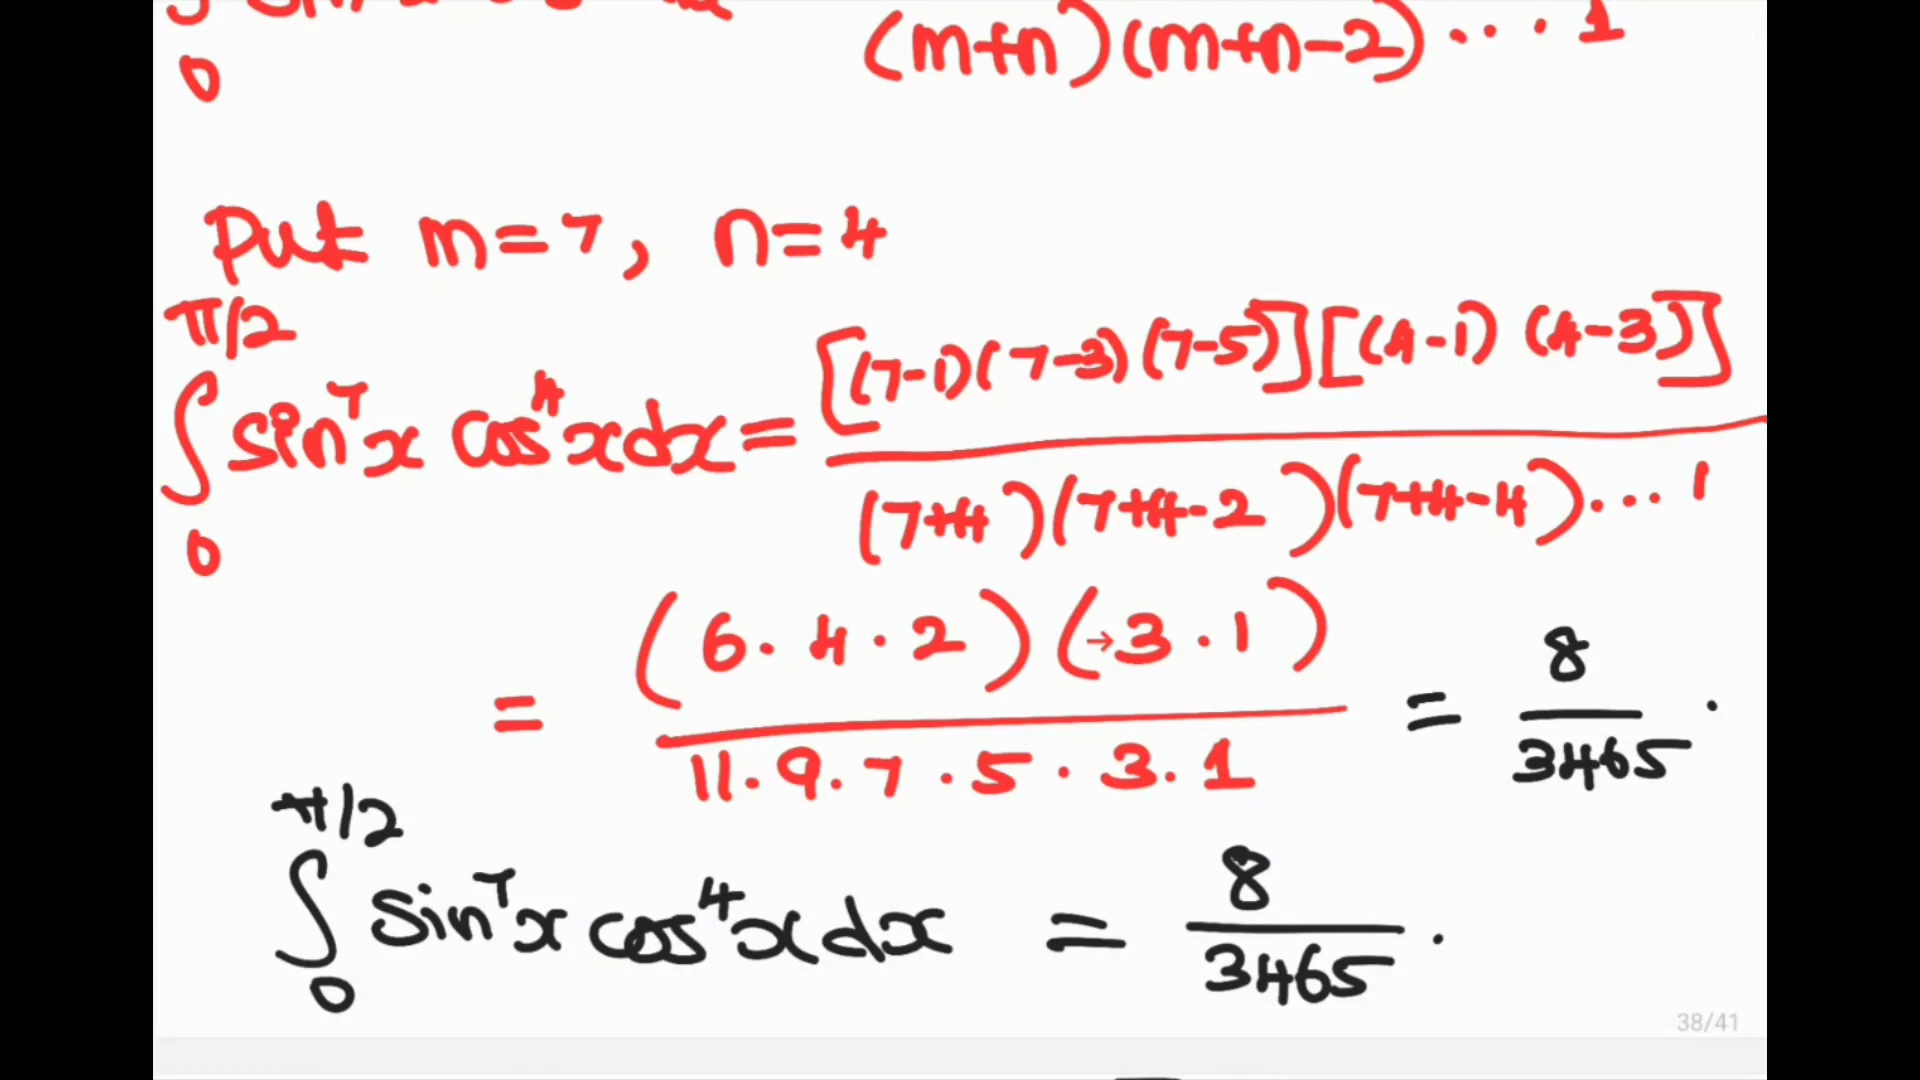 0
(m+n)(m+n-2)...1
Put m=7, n=4
π/2
∫ sin⁷x cos⁴x dx = [(7-1)(7-3)(7-5)][(4-1)(4-3)]
0
(7+4)(7+4-2)(7+4-4)...1
= (6·4·2)(3·1) / 11·9·7·5·3·1 = 8/3465.
π/2
∫ sin⁷x cos⁴x dx = 8/3465.
0
38/41